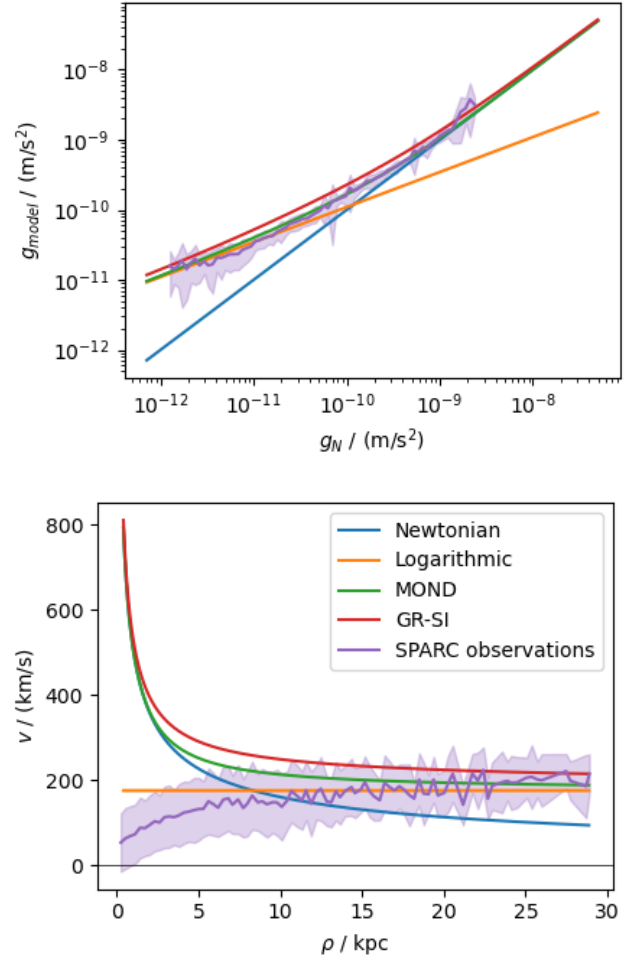 10⁻⁸
10⁻⁹
10⁻¹⁰
10⁻¹¹
10⁻¹²
g_model / (m/s²)
10⁻¹² 10⁻¹¹ 10⁻¹⁰ 10⁻⁹ 10⁻⁸
g_N / (m/s²)
800
600
400
200
0
v / (km/s)
Newtonian
Logarithmic
MOND
GR-SI
SPARC observations
0 5 10 15 20 25 30
ρ / kpc